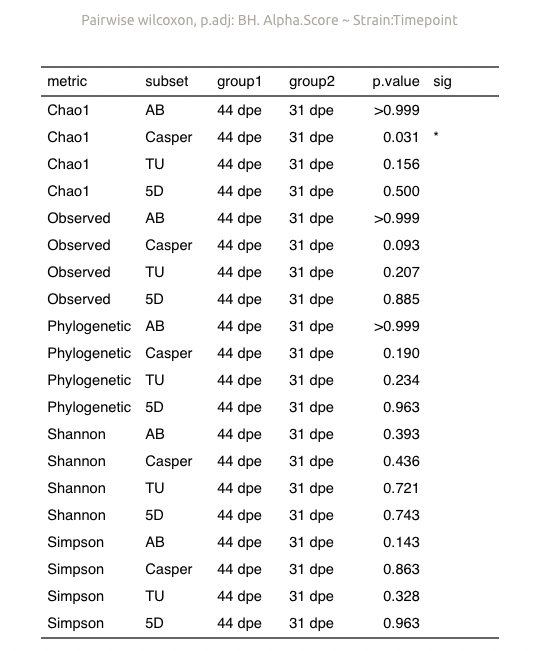 Pairwise wilcoxon, p.adj: BH. Alpha.Score ~ Strain:Timepoint
metric subset group1 group2 p.value sig
Chao1 AB 44 dpe 31 dpe >0.999
Chao1 Casper 44 dpe 31 dpe 0.031 *
Chao1 TU 44 dpe 31 dpe 0.156
Chao1 5D 44 dpe 31 dpe 0.500
Observed AB 44 dpe 31 dpe >0.999
Observed Casper 44 dpe 31 dpe 0.093
Observed TU 44 dpe 31 dpe 0.207
Observed 5D 44 dpe 31 dpe 0.885
Phylogenetic AB 44 dpe 31 dpe >0.999
Phylogenetic Casper 44 dpe 31 dpe 0.190
Phylogenetic TU 44 dpe 31 dpe 0.234
Phylogenetic 5D 44 dpe 31 dpe 0.963
Shannon AB 44 dpe 31 dpe 0.393
Shannon Casper 44 dpe 31 dpe 0.436
Shannon TU 44 dpe 31 dpe 0.721
Shannon 5D 44 dpe 31 dpe 0.743
Simpson AB 44 dpe 31 dpe 0.143
Simpson Casper 44 dpe 31 dpe 0.863
Simpson TU 44 dpe 31 dpe 0.328
Simpson 5D 44 dpe 31 dpe 0.963